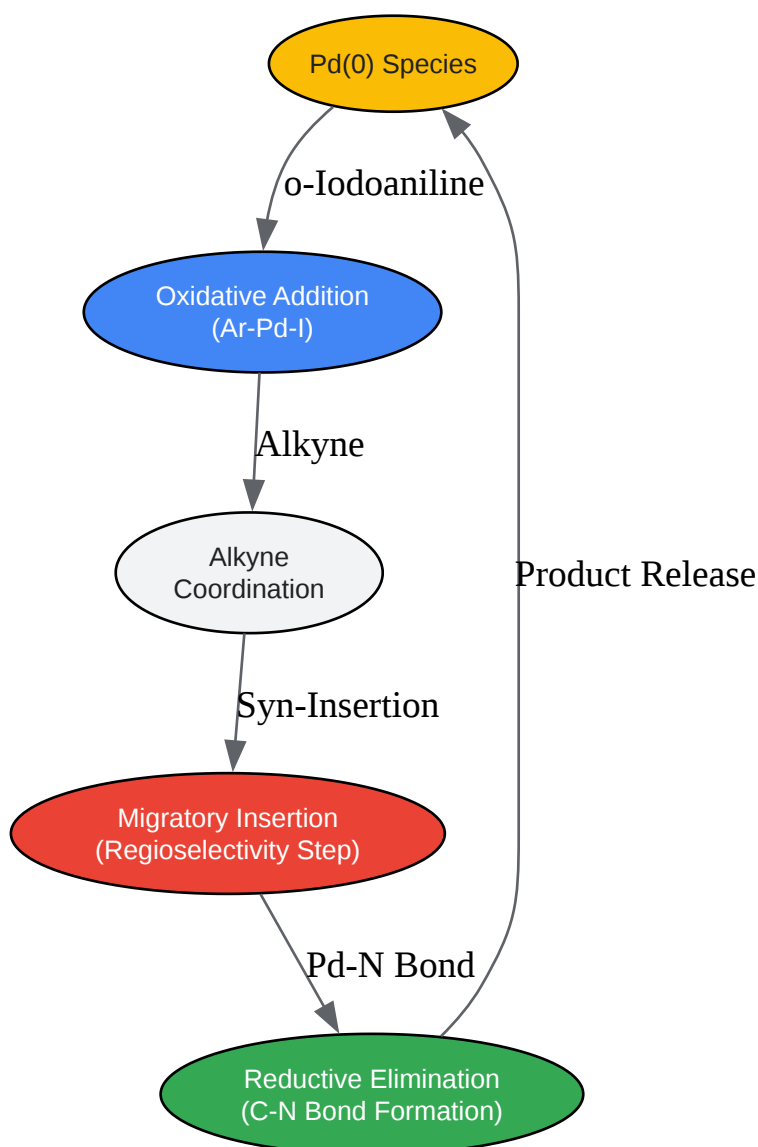 Pd(0) Species
o-Iodoaniline
Oxidative Addition
(Ar-Pd-I)
Alkyne
Alkyne
Coordination
Product Release
Syn-Insertion
Migratory Insertion
(Regioselectivity Step)
Pd-N Bond
Reductive Elimination
(C-N Bond Formation)